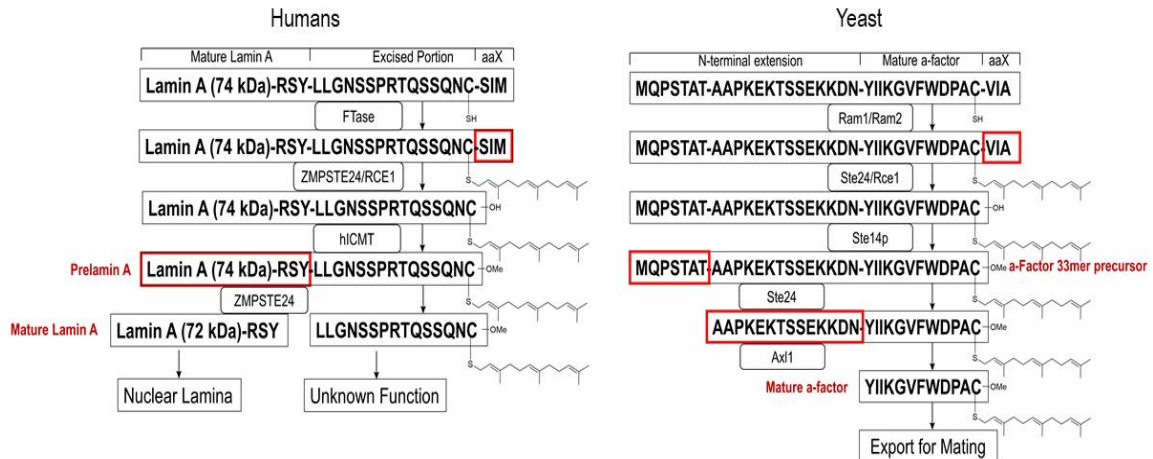 Humans
Mature Lamin A
Excised Portion
aaX
Lamin A (74 kDa)-RSY-LLGNSSPRTQSSQNC-SIM
SH
FTase
Lamin A (74 kDa)-RSY-LLGNSSPRTQSSQNC-SIM
S
ZMPSTE24/RCE1
Lamin A (74 kDa)-RSY-LLGNSSPRTQSSQNC
OH
S
hICMT
Prelamin A
Lamin A (74 kDa)-RSY-LLGNSSPRTQSSQNC
OMe
S
ZMPSTE24
Mature Lamin A
Lamin A (72 kDa)-RSY
LLGNSSPRTQSSQNC
OMe
S
Nuclear Lamina
Unknown Function
Yeast
N-terminal extension
Mature a-factor
aaX
MQPSTAT-AAPKEKTSSEKKDN-YIIKGVFWDPAC-VIA
SH
Ram1/Ram2
MQPSTAT-AAPKEKTSSEKKDN-YIIKGVFWDPAC-VIA
S
Ste24/Rce1
MQPSTAT-AAPKEKTSSEKKDN-YIIKGVFWDPAC
OH
S
Ste14p
MQPSTAT-AAPKEKTSSEKKDN-YIIKGVFWDPAC
OMe
a-Factor 33mer precursor
S
Ste24
AAPKEKTSSEKKDN-YIIKGVFWDPAC
OMe
S
Axl1
Mature a-factor
YIIKGVFWDPAC
OMe
S
Export for Mating